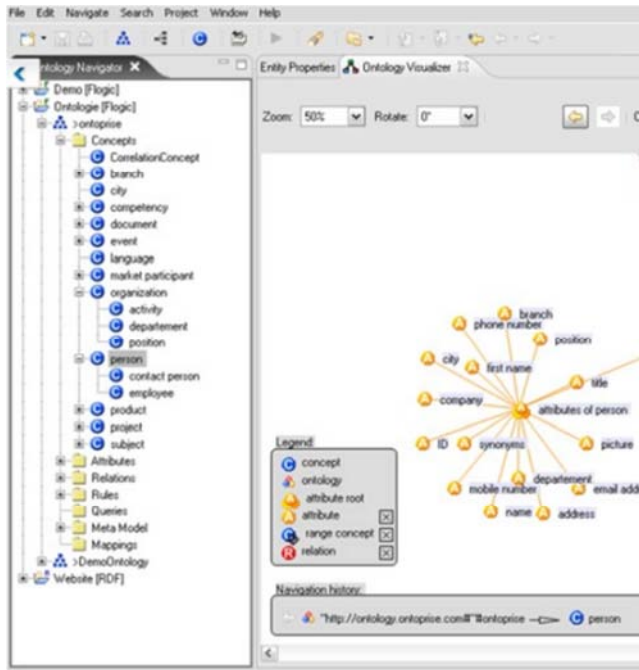 File Edit Navigate Search Project Window Help
Ontology Navigator
Entity Properties Ontology Visualizer
Demo [Flogic]
Ontologie [Flogic]
>ontoprise
Concepts
CorrelationConcept
branch
city
competency
document
event
language
market participant
organization
activity
departement
position
person
contact person
employee
product
project
subject
Attributes
Relations
Rules
Queries
Meta Model
Mappings
>DemoOntology
Website [RDF]
Zoom: 50% Rotate: 0°
branch
phone number
position
city
first name
title
company
attributes of person
ID
synonyms
picture
departement
mobile number
email addr
name
address
Legend
concept
ontology
attribute root
attribute
range concept
relation
Navigation history:
"http://ontology.ontoprise.com#"#ontoprise person